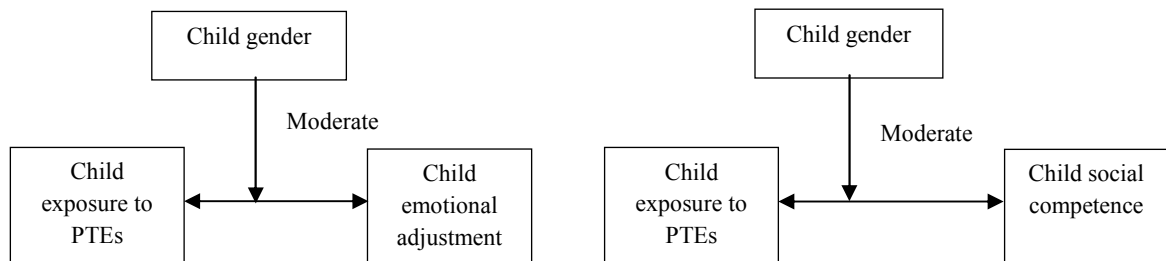 Child gender
Moderate
Child
exposure to
PTEs
Child
emotional
adjustment
Child gender
Moderate
Child
exposure to
PTEs
Child social
competence